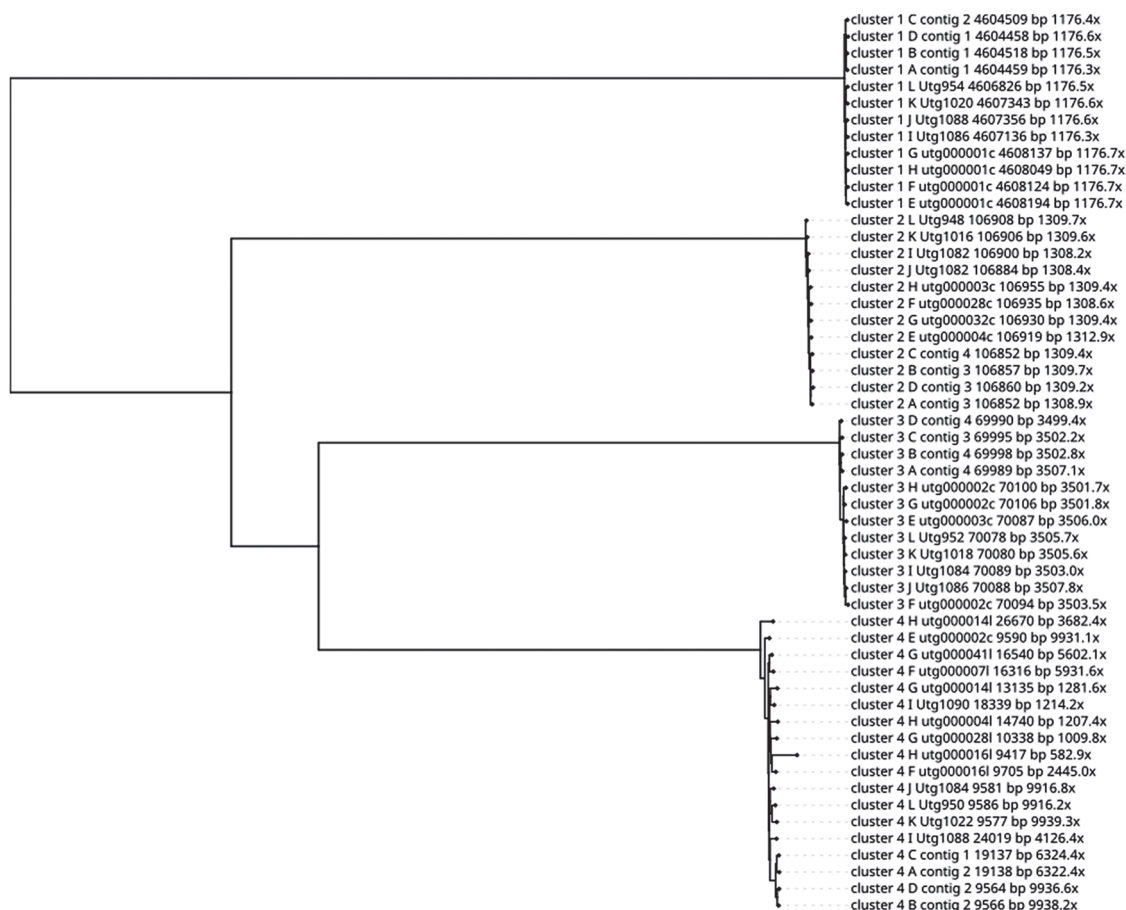 cluster 1 C contig 2 4604509 bp 1176.4x
cluster 1 D contig 1 4604458 bp 1176.6x
cluster 1 B contig 1 4604518 bp 1176.5x
cluster 1 A contig 1 4604459 bp 1176.3x
cluster 1 L Utg954 4606826 bp 1176.5x
cluster 1 K Utg1020 4607343 bp 1176.6x
cluster 1 J Utg1088 4607356 bp 1176.6x
cluster 1 I Utg1086 4607136 bp 1176.3x
cluster 1 G utg000001c 4608137 bp 1176.7x
cluster 1 H utg000001c 4608049 bp 1176.7x
cluster 1 F utg000001c 4608124 bp 1176.7x
cluster 1 E utg000001c 4608194 bp 1176.7x
cluster 2 L Utg948 106908 bp 1309.7x
cluster 2 K Utg1016 106906 bp 1309.6x
cluster 2 I Utg1082 106900 bp 1308.2x
cluster 2 J Utg1082 106884 bp 1308.4x
cluster 2 H utg000003c 106955 bp 1309.4x
cluster 2 F utg000028c 106935 bp 1308.6x
cluster 2 G utg000032c 106930 bp 1309.4x
cluster 2 E utg000004c 106919 bp 1312.9x
cluster 2 C contig 4 106852 bp 1309.4x
cluster 2 B contig 3 106857 bp 1309.7x
cluster 2 D contig 3 106860 bp 1309.2x
cluster 2 A contig 3 106852 bp 1308.9x
cluster 3 D contig 4 69990 bp 3499.4x
cluster 3 C contig 3 69995 bp 3502.2x
cluster 3 B contig 4 69998 bp 3502.8x
cluster 3 A contig 4 69989 bp 3507.1x
cluster 3 H utg000002c 70100 bp 3501.7x
cluster 3 G utg000002c 70106 bp 3501.8x
cluster 3 E utg000003c 70087 bp 3506.0x
cluster 3 L Utg952 70078 bp 3505.7x
cluster 3 K Utg1018 70080 bp 3505.6x
cluster 3 I Utg1084 70089 bp 3503.0x
cluster 3 J Utg1086 70088 bp 3507.8x
cluster 3 F utg000002c 70094 bp 3503.5x
cluster 4 H utg000014l 26670 bp 3682.4x
cluster 4 E utg000002c 9590 bp 9931.1x
cluster 4 G utg000041l 16540 bp 5602.1x
cluster 4 F utg000007l 16316 bp 5931.6x
cluster 4 G utg000014l 13135 bp 1281.6x
cluster 4 I Utg1090 18339 bp 1214.2x
cluster 4 H utg000004l 14740 bp 1207.4x
cluster 4 G utg000028l 10338 bp 1009.8x
cluster 4 H utg000016l 9417 bp 582.9x
cluster 4 F utg000016l 9705 bp 2445.0x
cluster 4 J Utg1084 9581 bp 9916.8x
cluster 4 L Utg950 9586 bp 9916.2x
cluster 4 K Utg1022 9577 bp 9939.3x
cluster 4 I Utg1088 24019 bp 4126.4x
cluster 4 C contig 1 19137 bp 6324.4x
cluster 4 A contig 2 19138 bp 6322.4x
cluster 4 D contig 2 9564 bp 9936.6x
cluster 4 B contig 2 9566 bp 9938.2x